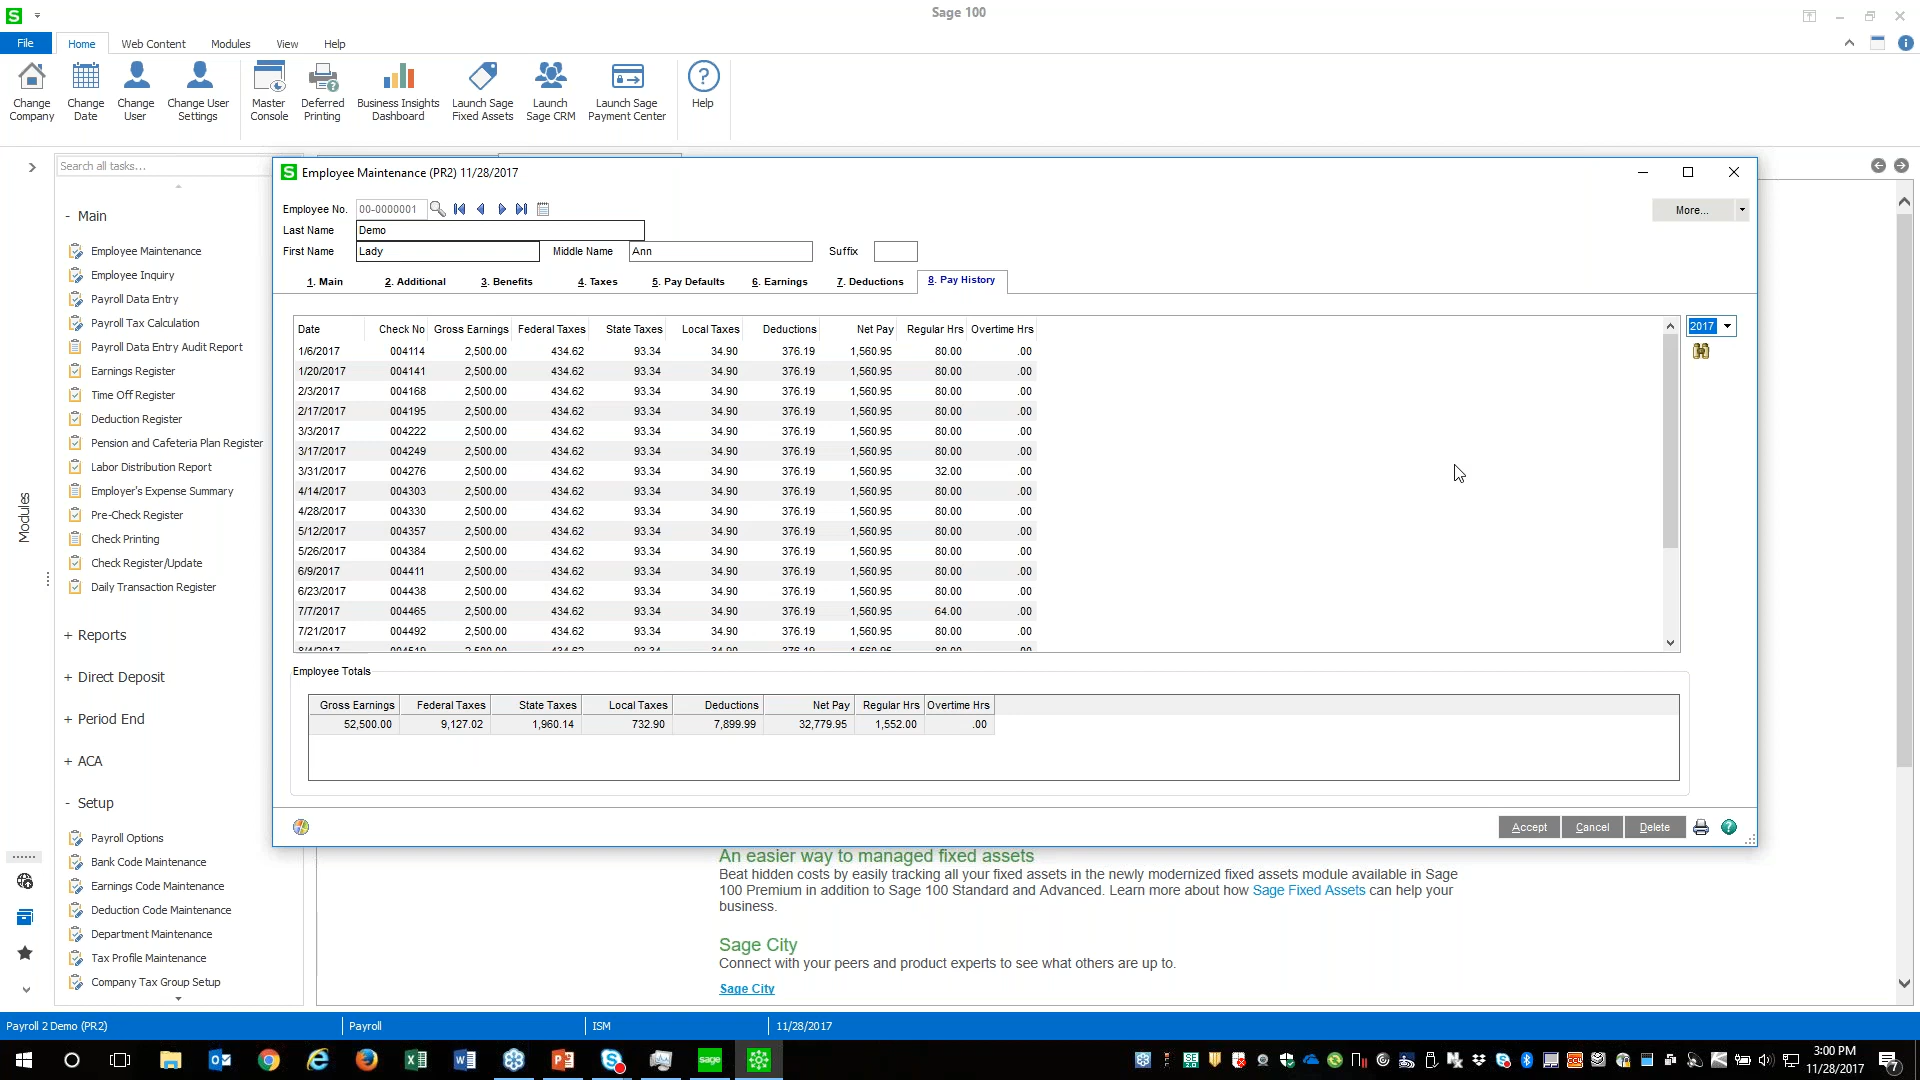 Sage 100
File Home Web Content Modules View Help
Change Company
Change Date
Change User
Change User Settings
Master Console
Deferred Printing
Business Insights Dashboard
Launch Sage Fixed Assets
Launch Sage CRM
Launch Sage Payment Center
Help
Search all tasks...
Modules
- Main
Employee Maintenance
Employee Inquiry
Payroll Data Entry
Payroll Tax Calculation
Payroll Data Entry Audit Report
Earnings Register
Time Off Register
Deduction Register
Pension and Cafeteria Plan Register
Labor Distribution Report
Employer's Expense Summary
Pre-Check Register
Check Printing
Check Register/Update
Daily Transaction Register
+ Reports
+ Direct Deposit
+ Period End
+ ACA
- Setup
Payroll Options
Bank Code Maintenance
Earnings Code Maintenance
Deduction Code Maintenance
Department Maintenance
Tax Profile Maintenance
Company Tax Group Setup
Employee Maintenance (PR2) 11/28/2017
Employee No. 00-0000001
More...
Last Name Demo
First Name Lady Middle Name Ann Suffix
1. Main 2. Additional 3. Benefits 4. Taxes 5. Pay Defaults 6. Earnings 7. Deductions 8. Pay History
2017
Date Check No Gross Earnings Federal Taxes State Taxes Local Taxes Deductions Net Pay Regular Hrs Overtime Hrs
1/6/2017 004114 2,500.00 434.62 93.34 34.90 376.19 1,560.95 80.00 .00
1/20/2017 004141 2,500.00 434.62 93.34 34.90 376.19 1,560.95 80.00 .00
2/3/2017 004168 2,500.00 434.62 93.34 34.90 376.19 1,560.95 80.00 .00
2/17/2017 004195 2,500.00 434.62 93.34 34.90 376.19 1,560.95 80.00 .00
3/3/2017 004222 2,500.00 434.62 93.34 34.90 376.19 1,560.95 80.00 .00
3/17/2017 004249 2,500.00 434.62 93.34 34.90 376.19 1,560.95 80.00 .00
3/31/2017 004276 2,500.00 434.62 93.34 34.90 376.19 1,560.95 32.00 .00
4/14/2017 004303 2,500.00 434.62 93.34 34.90 376.19 1,560.95 80.00 .00
4/28/2017 004330 2,500.00 434.62 93.34 34.90 376.19 1,560.95 80.00 .00
5/12/2017 004357 2,500.00 434.62 93.34 34.90 376.19 1,560.95 80.00 .00
5/26/2017 004384 2,500.00 434.62 93.34 34.90 376.19 1,560.95 80.00 .00
6/9/2017 004411 2,500.00 434.62 93.34 34.90 376.19 1,560.95 80.00 .00
6/23/2017 004438 2,500.00 434.62 93.34 34.90 376.19 1,560.95 80.00 .00
7/7/2017 004465 2,500.00 434.62 93.34 34.90 376.19 1,560.95 64.00 .00
7/21/2017 004492 2,500.00 434.62 93.34 34.90 376.19 1,560.95 80.00 .00
Employee Totals
Gross Earnings Federal Taxes State Taxes Local Taxes Deductions Net Pay Regular Hrs Overtime Hrs
52,500.00 9,127.02 1,960.14 732.90 7,899.99 32,779.95 1,552.00 .00
Accept Cancel Delete
An easier way to managed fixed assets
Beat hidden costs by easily tracking all your fixed assets in the newly modernized fixed assets module available in Sage
100 Premium in addition to Sage 100 Standard and Advanced. Learn more about how Sage Fixed Assets can help your
business.
Sage City
Connect with your peers and product experts to see what others are up to.
Sage City
Payroll 2 Demo (PR2) Payroll ISM 11/28/2017
sage
3:00 PM
11/28/2017
7